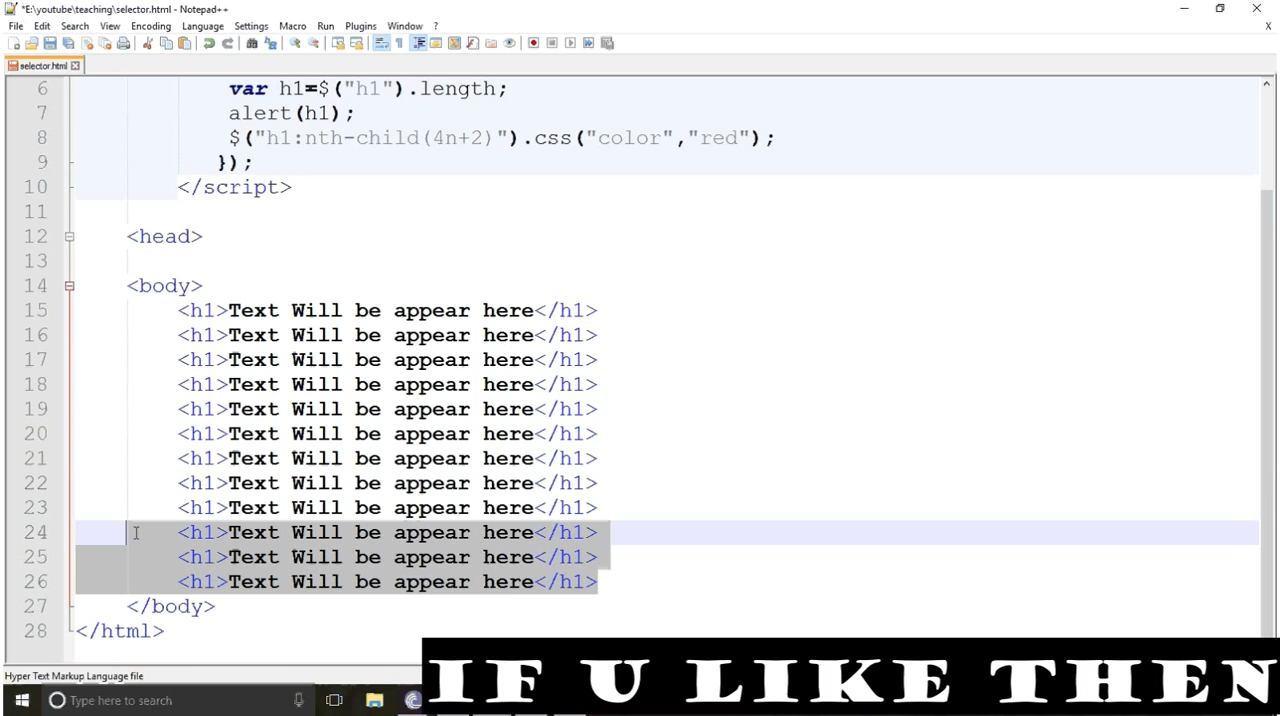 *E:\youtube\teaching\selector.html - Notepad++
File Edit Search View Encoding Language Settings Macro Run Plugins Window ? X
selector.html
6 var h1=$("h1").length;
7 alert(h1);
8 $("h1:nth-child(4n+2)").css("color","red");
9 });
10 </script>
11
12 <head>
13
14 <body>
15 <h1>Text Will be appear here</h1>
16 <h1>Text Will be appear here</h1>
17 <h1>Text Will be appear here</h1>
18 <h1>Text Will be appear here</h1>
19 <h1>Text Will be appear here</h1>
20 <h1>Text Will be appear here</h1>
21 <h1>Text Will be appear here</h1>
22 <h1>Text Will be appear here</h1>
23 <h1>Text Will be appear here</h1>
24 <h1>Text Will be appear here</h1>
25 <h1>Text Will be appear here</h1>
26 <h1>Text Will be appear here</h1>
27 </body>
28 </html>
Hyper Text Markup Language file
Type here to search
IF U LIKE THEN